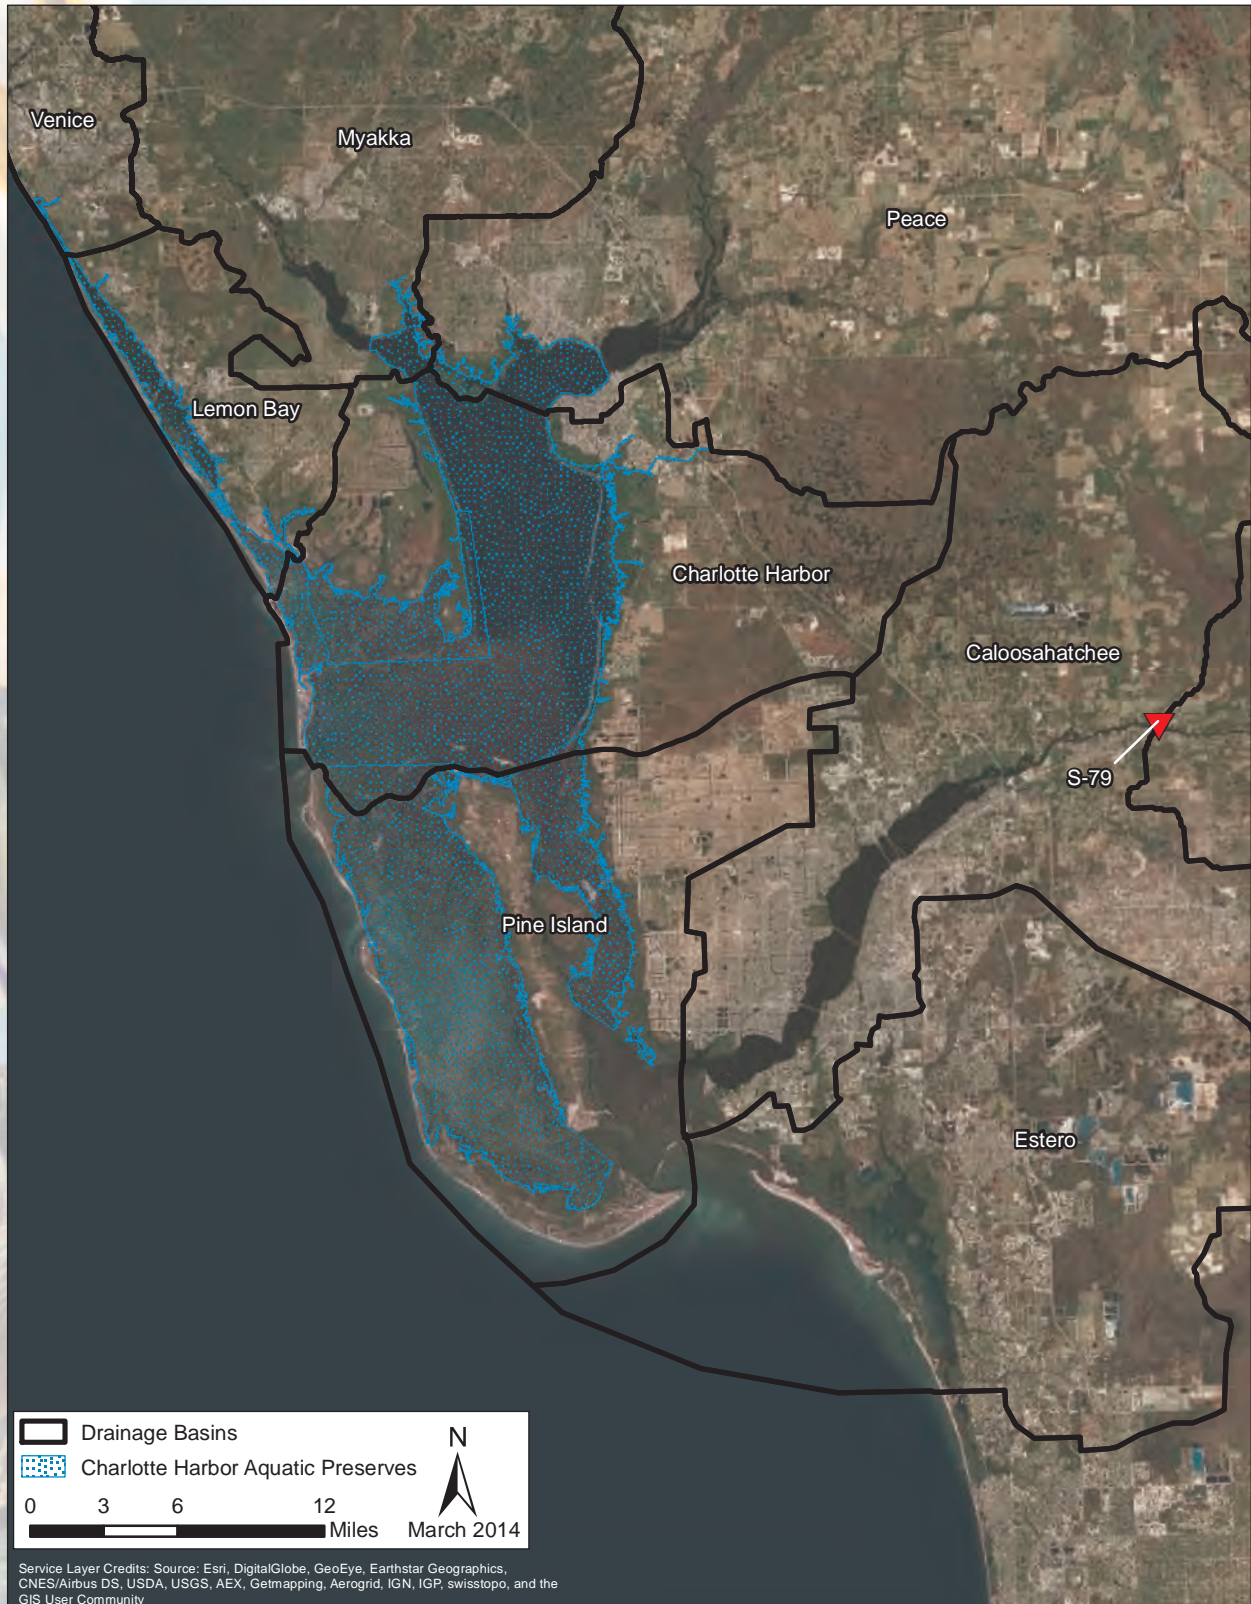 Venice
Myakka
Peace
Lemon Bay
Charlotte Harbor
Caloosahatchee
S-79
Pine Island
Estero
Drainage Basins
Charlotte Harbor Aquatic Preserves
N
0 3 6 12
Miles
March 2014
Service Layer Credits: Source: Esri, DigitalGlobe, GeoEye, Earthstar Geographics,
CNES/Airbus DS, USDA, USGS, AEX, Getmapping, Aerogrid, IGN, IGP, swisstopo, and the
GIS User Community